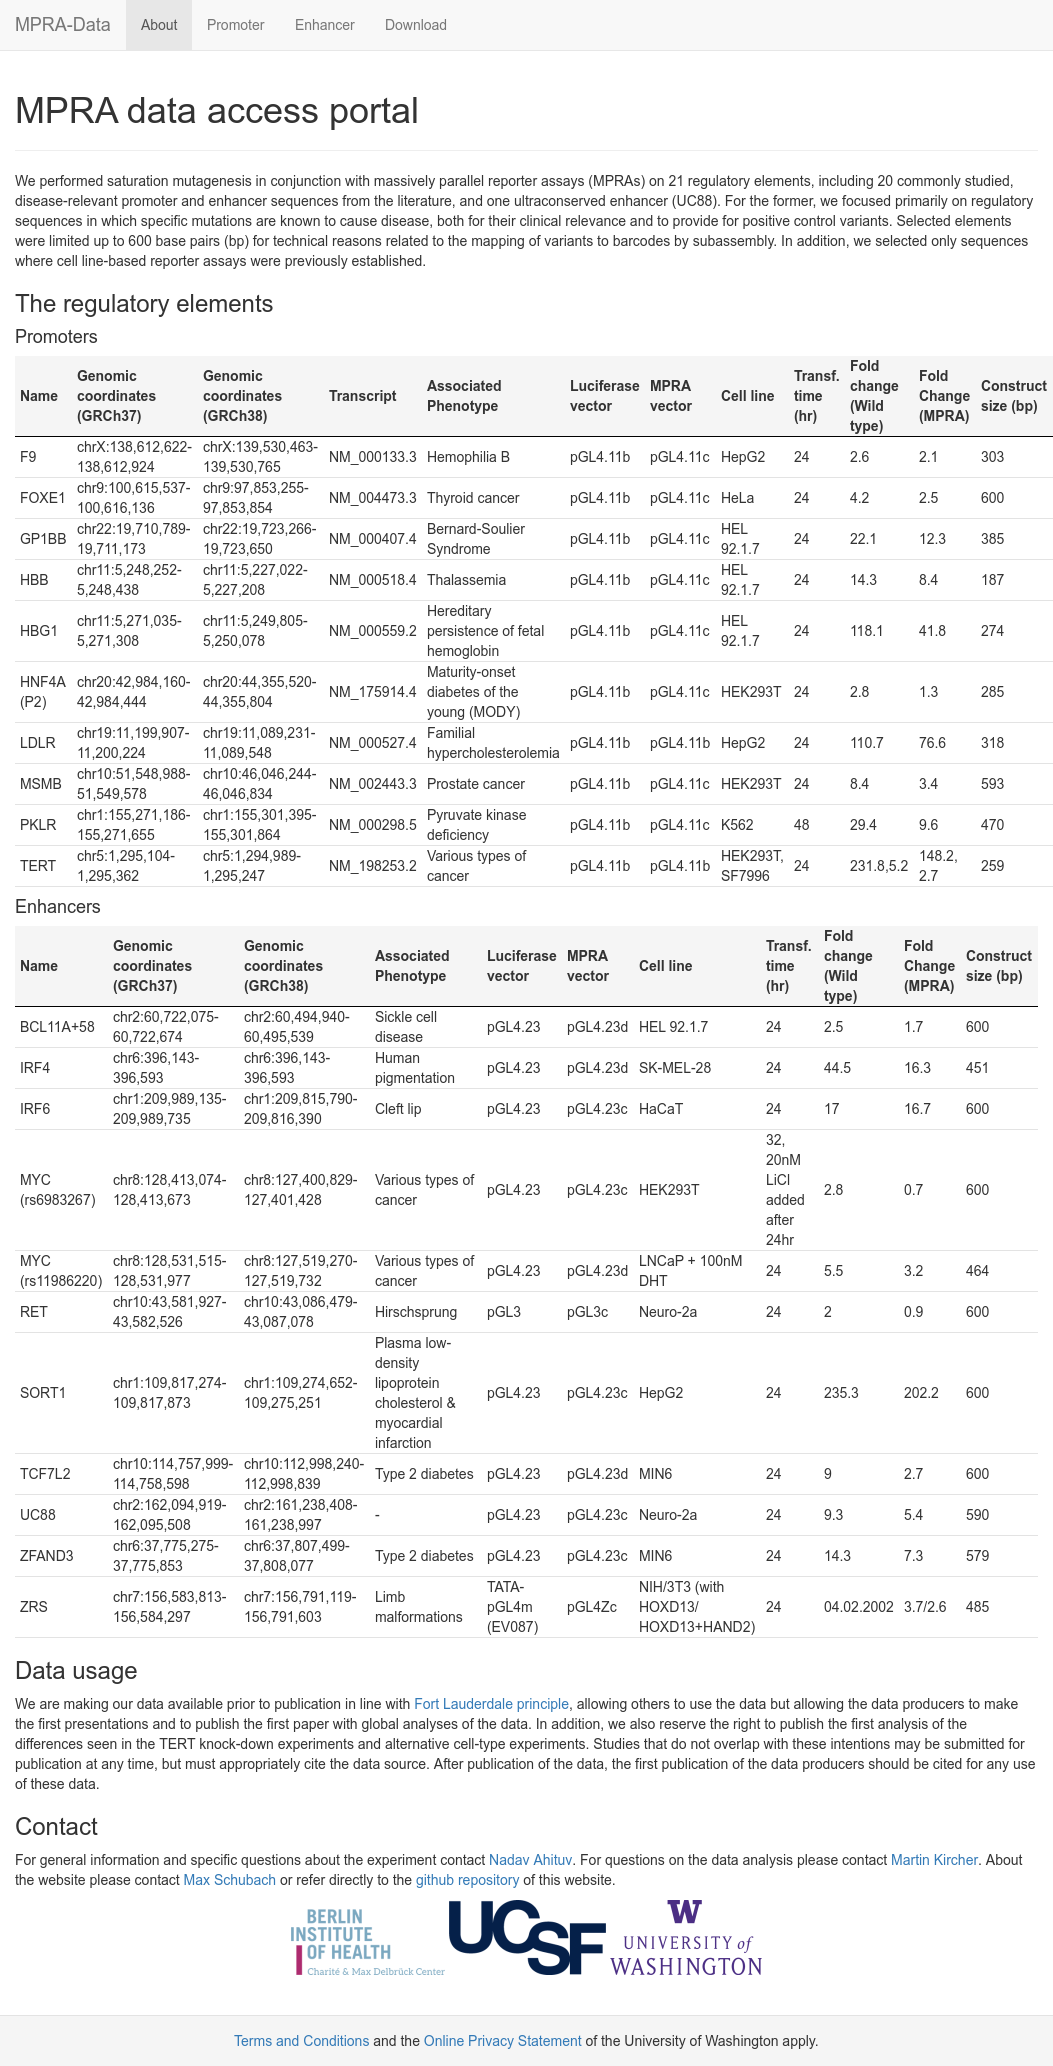 MPRA-Data About Promoter Enhancer Download
MPRA data access portal
We performed saturation mutagenesis in conjunction with massively parallel reporter assays (MPRAs) on 21 regulatory elements, including 20 commonly studied,
disease-relevant promoter and enhancer sequences from the literature, and one ultraconserved enhancer (UC88). For the former, we focused primarily on regulatory
sequences in which specific mutations are known to cause disease, both for their clinical relevance and to provide for positive control variants. Selected elements
were limited up to 600 base pairs (bp) for technical reasons related to the mapping of variants to barcodes by subassembly. In addition, we selected only sequences
where cell line-based reporter assays were previously established.
The regulatory elements
Promoters
Name Genomic coordinates (GRCh37) Genomic coordinates (GRCh38) Transcript Associated Phenotype Luciferase vector MPRA vector Cell line Transf. time (hr) Fold change (Wild type) Fold Change (MPRA) Construct size (bp)
F9 chrX:138,612,622-138,612,924 chrX:139,530,463-139,530,765 NM_000133.3 Hemophilia B pGL4.11b pGL4.11c HepG2 24 2.6 2.1 303
FOXE1 chr9:100,615,537-100,616,136 chr9:97,853,255-97,853,854 NM_004473.3 Thyroid cancer pGL4.11b pGL4.11c HeLa 24 4.2 2.5 600
GP1BB chr22:19,710,789-19,711,173 chr22:19,723,266-19,723,650 NM_000407.4 Bernard-Soulier Syndrome pGL4.11b pGL4.11c HEL 92.1.7 24 22.1 12.3 385
HBB chr11:5,248,252-5,248,438 chr11:5,227,022-5,227,208 NM_000518.4 Thalassemia pGL4.11b pGL4.11c HEL 92.1.7 24 14.3 8.4 187
HBG1 chr11:5,271,035-5,271,308 chr11:5,249,805-5,250,078 NM_000559.2 Hereditary persistence of fetal hemoglobin pGL4.11b pGL4.11c HEL 92.1.7 24 118.1 41.8 274
HNF4A (P2) chr20:42,984,160-42,984,444 chr20:44,355,520-44,355,804 NM_175914.4 Maturity-onset diabetes of the young (MODY) pGL4.11b pGL4.11c HEK293T 24 2.8 1.3 285
LDLR chr19:11,199,907-11,200,224 chr19:11,089,231-11,089,548 NM_000527.4 Familial hypercholesterolemia pGL4.11b pGL4.11b HepG2 24 110.7 76.6 318
MSMB chr10:51,548,988-51,549,578 chr10:46,046,244-46,046,834 NM_002443.3 Prostate cancer pGL4.11b pGL4.11c HEK293T 24 8.4 3.4 593
PKLR chr1:155,271,186-155,271,655 chr1:155,301,395-155,301,864 NM_000298.5 Pyruvate kinase deficiency pGL4.11b pGL4.11c K562 48 29.4 9.6 470
TERT chr5:1,295,104-1,295,362 chr5:1,294,989-1,295,247 NM_198253.2 Various types of cancer pGL4.11b pGL4.11b HEK293T, SF7996 24 231.8,5.2 148.2, 2.7 259
Enhancers
Name Genomic coordinates (GRCh37) Genomic coordinates (GRCh38) Associated Phenotype Luciferase vector MPRA vector Cell line Transf. time (hr) Fold change (Wild type) Fold Change (MPRA) Construct size (bp)
BCL11A+58 chr2:60,722,075-60,722,674 chr2:60,494,940-60,495,539 Sickle cell disease pGL4.23 pGL4.23d HEL 92.1.7 24 2.5 1.7 600
IRF4 chr6:396,143-396,593 chr6:396,143-396,593 Human pigmentation pGL4.23 pGL4.23d SK-MEL-28 24 44.5 16.3 451
IRF6 chr1:209,989,135-209,989,735 chr1:209,815,790-209,816,390 Cleft lip pGL4.23 pGL4.23c HaCaT 24 17 16.7 600
MYC (rs6983267) chr8:128,413,074-128,413,673 chr8:127,400,829-127,401,428 Various types of cancer pGL4.23 pGL4.23c HEK293T 32, 20nM LiCl added after 24hr 2.8 0.7 600
MYC (rs11986220) chr8:128,531,515-128,531,977 chr8:127,519,270-127,519,732 Various types of cancer pGL4.23 pGL4.23d LNCaP + 100nM DHT 24 5.5 3.2 464
RET chr10:43,581,927-43,582,526 chr10:43,086,479-43,087,078 Hirschsprung pGL3 pGL3c Neuro-2a 24 2 0.9 600
SORT1 chr1:109,817,274-109,817,873 chr1:109,274,652-109,275,251 Plasma low-density lipoprotein cholesterol & myocardial infarction pGL4.23 pGL4.23c HepG2 24 235.3 202.2 600
TCF7L2 chr10:114,757,999-114,758,598 chr10:112,998,240-112,998,839 Type 2 diabetes pGL4.23 pGL4.23d MIN6 24 9 2.7 600
UC88 chr2:162,094,919-162,095,508 chr2:161,238,408-161,238,997 - pGL4.23 pGL4.23c Neuro-2a 24 9.3 5.4 590
ZFAND3 chr6:37,775,275-37,775,853 chr6:37,807,499-37,808,077 Type 2 diabetes pGL4.23 pGL4.23c MIN6 24 14.3 7.3 579
ZRS chr7:156,583,813-156,584,297 chr7:156,791,119-156,791,603 Limb malformations TATA-pGL4m (EV087) pGL4Zc NIH/3T3 (with HOXD13/ HOXD13+HAND2) 24 04.02.2002 3.7/2.6 485
Data usage
We are making our data available prior to publication in line with Fort Lauderdale principle, allowing others to use the data but allowing the data producers to make
the first presentations and to publish the first paper with global analyses of the data. In addition, we also reserve the right to publish the first analysis of the
differences seen in the TERT knock-down experiments and alternative cell-type experiments. Studies that do not overlap with these intentions may be submitted for
publication at any time, but must appropriately cite the data source. After publication of the data, the first publication of the data producers should be cited for any use
of these data.
Contact
For general information and specific questions about the experiment contact Nadav Ahituv. For questions on the data analysis please contact Martin Kircher. About
the website please contact Max Schubach or refer directly to the github repository of this website.
BERLIN
INSTITUTE
OF HEALTH
Charité & Max Delbrück Center
UCSF
W
UNIVERSITY of
WASHINGTON
Terms and Conditions and the Online Privacy Statement of the University of Washington apply.